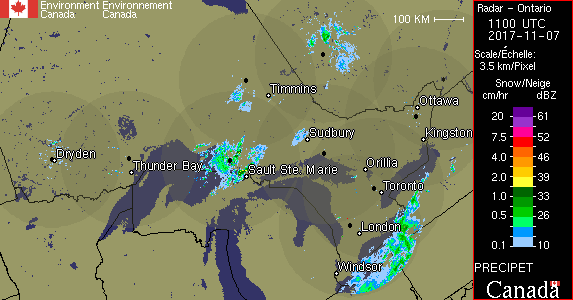 Environment Environnement
Canada Canada
100 KM
Timmins
Ottawa
Sudbury
Kingston
Dryden
Thunder Bay
Sault Ste. Marie
Orillia
Toronto
London
Windsor
Radar - Ontario
1100 UTC
2017-11-07
Scale/Échelle:
3.5 km/Pixel
Snow/Neige
cm/hr dBZ
20 61
7.5 57
5.0 52
4.0 46
2.0 39
1.0 33
0.5 26
0.1 10
PRECIPET
Canada